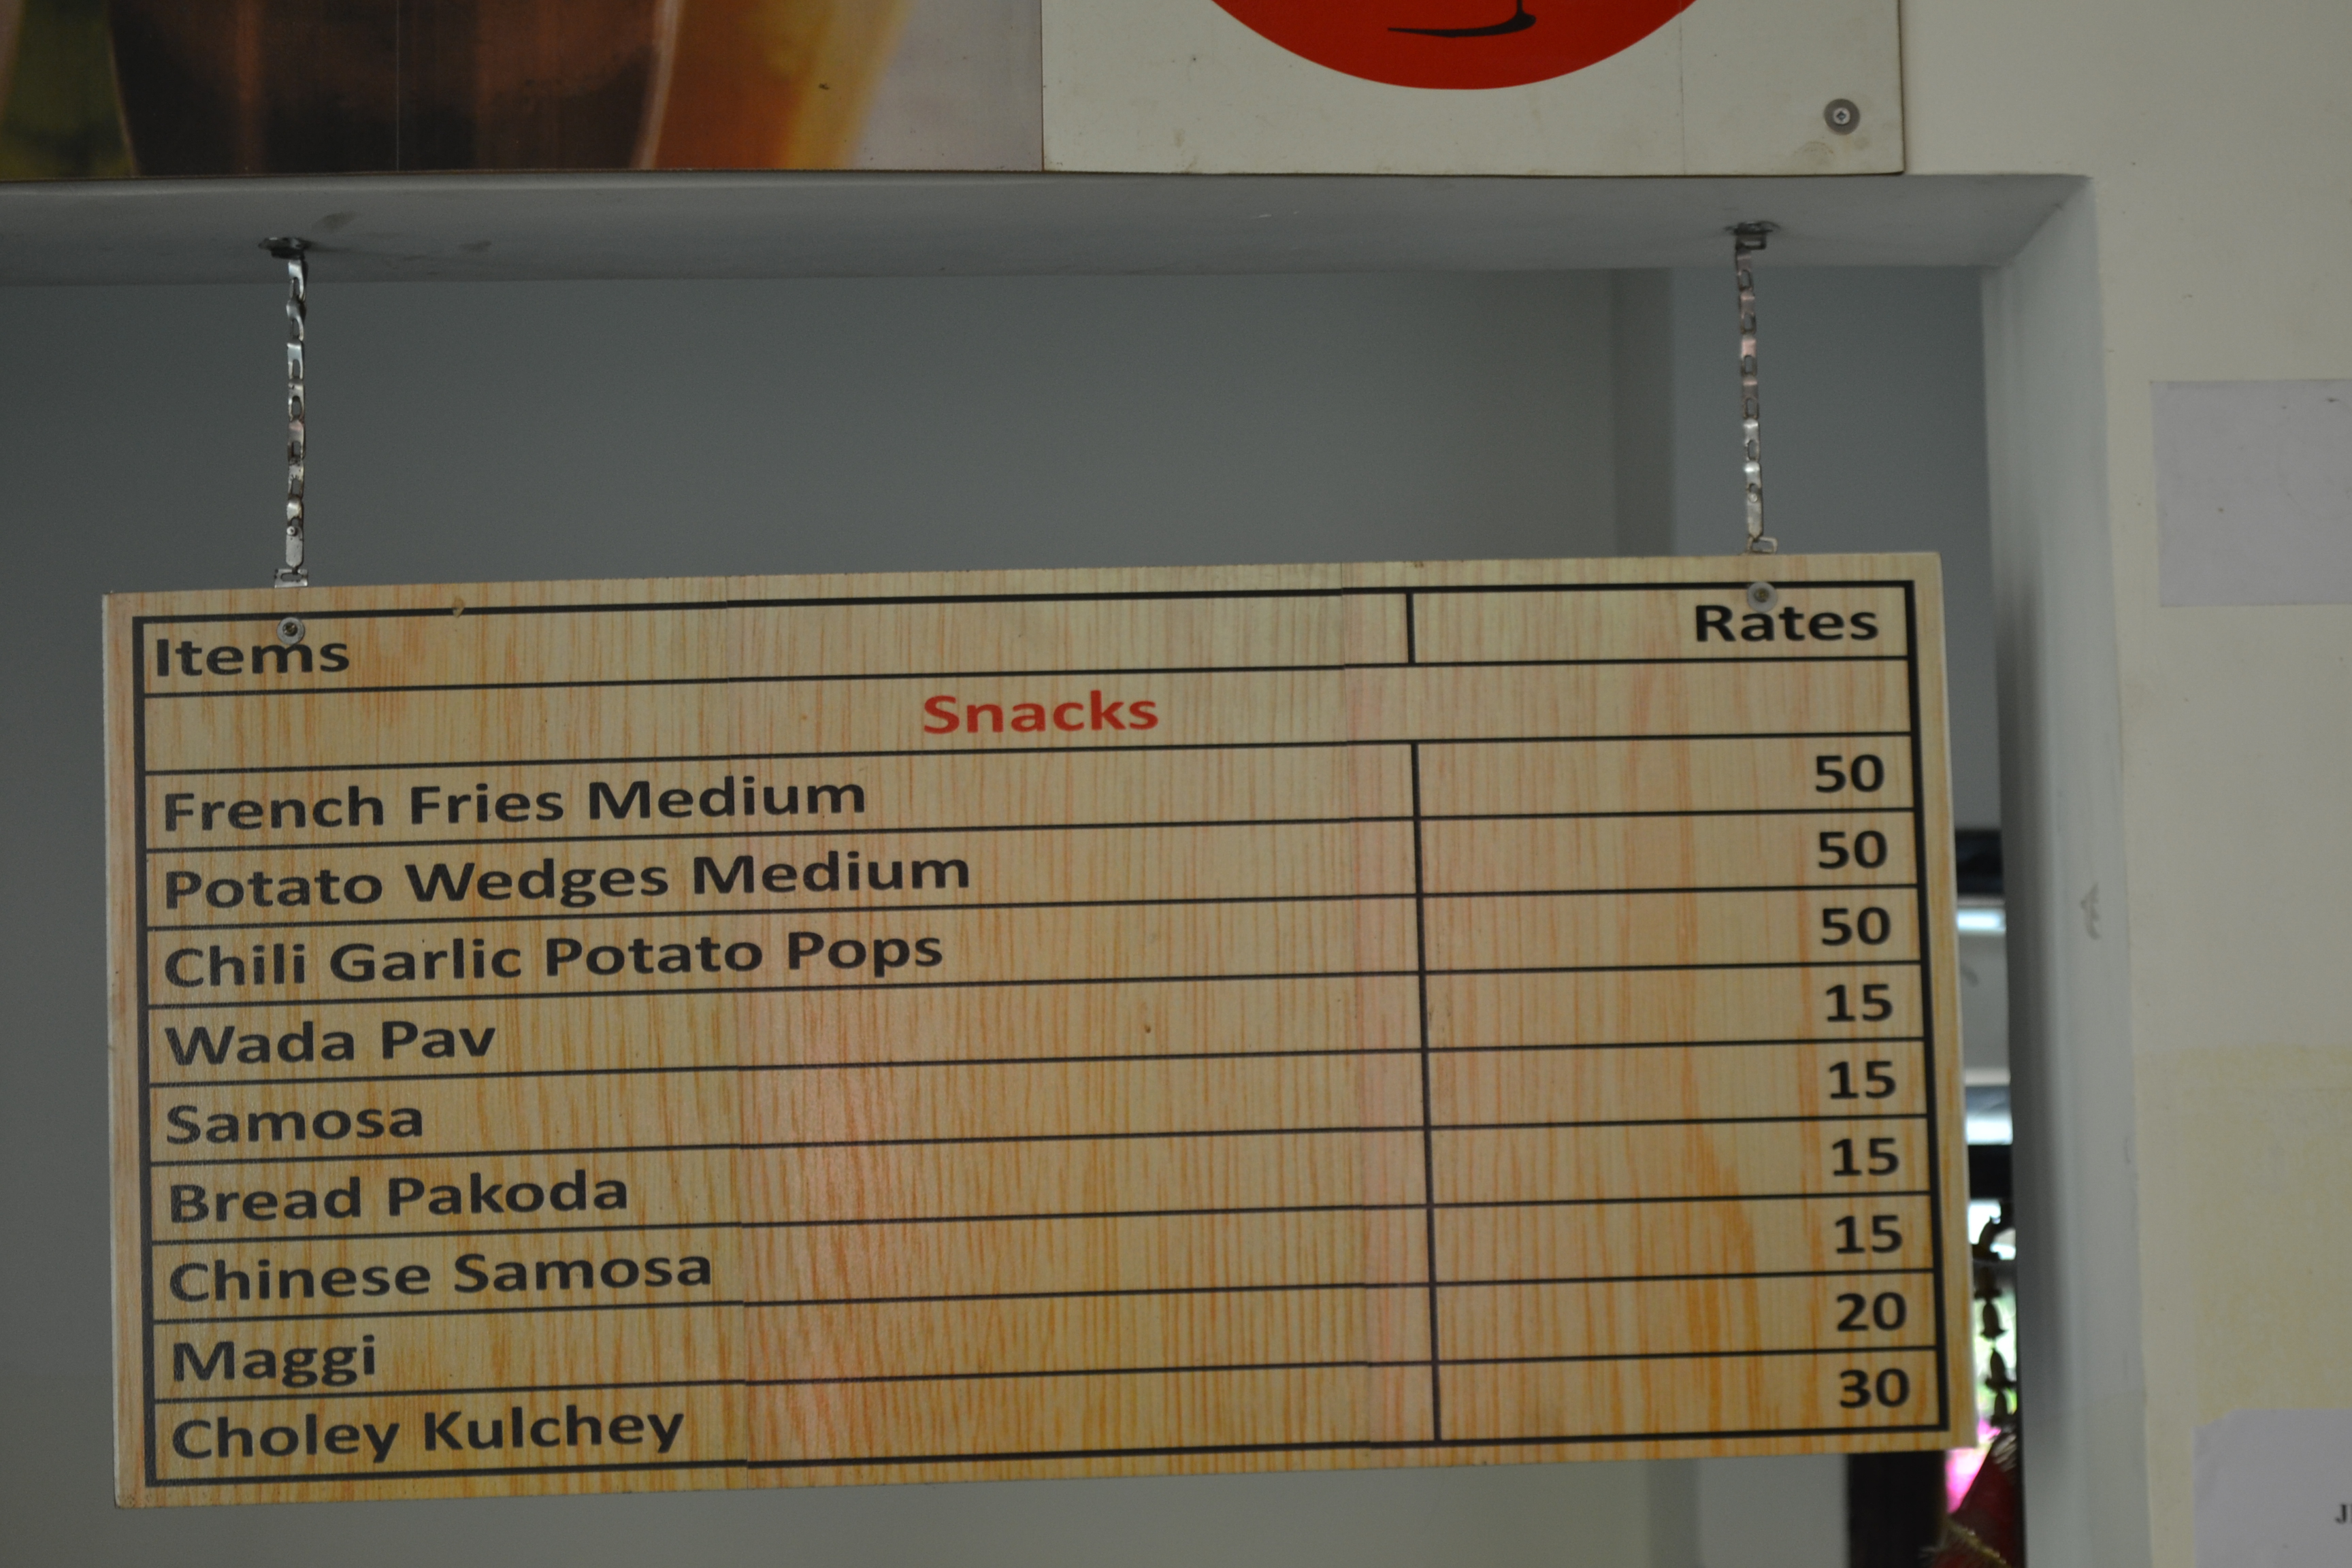 Items Rates
Snacks
French Fries Medium 50
Potato Wedges Medium 50
Chili Garlic Potato Pops 50
Wada Pav 15
Samosa 15
Bread Pakoda 15
Chinese Samosa 15
Maggi 20
Choley Kulchey 30